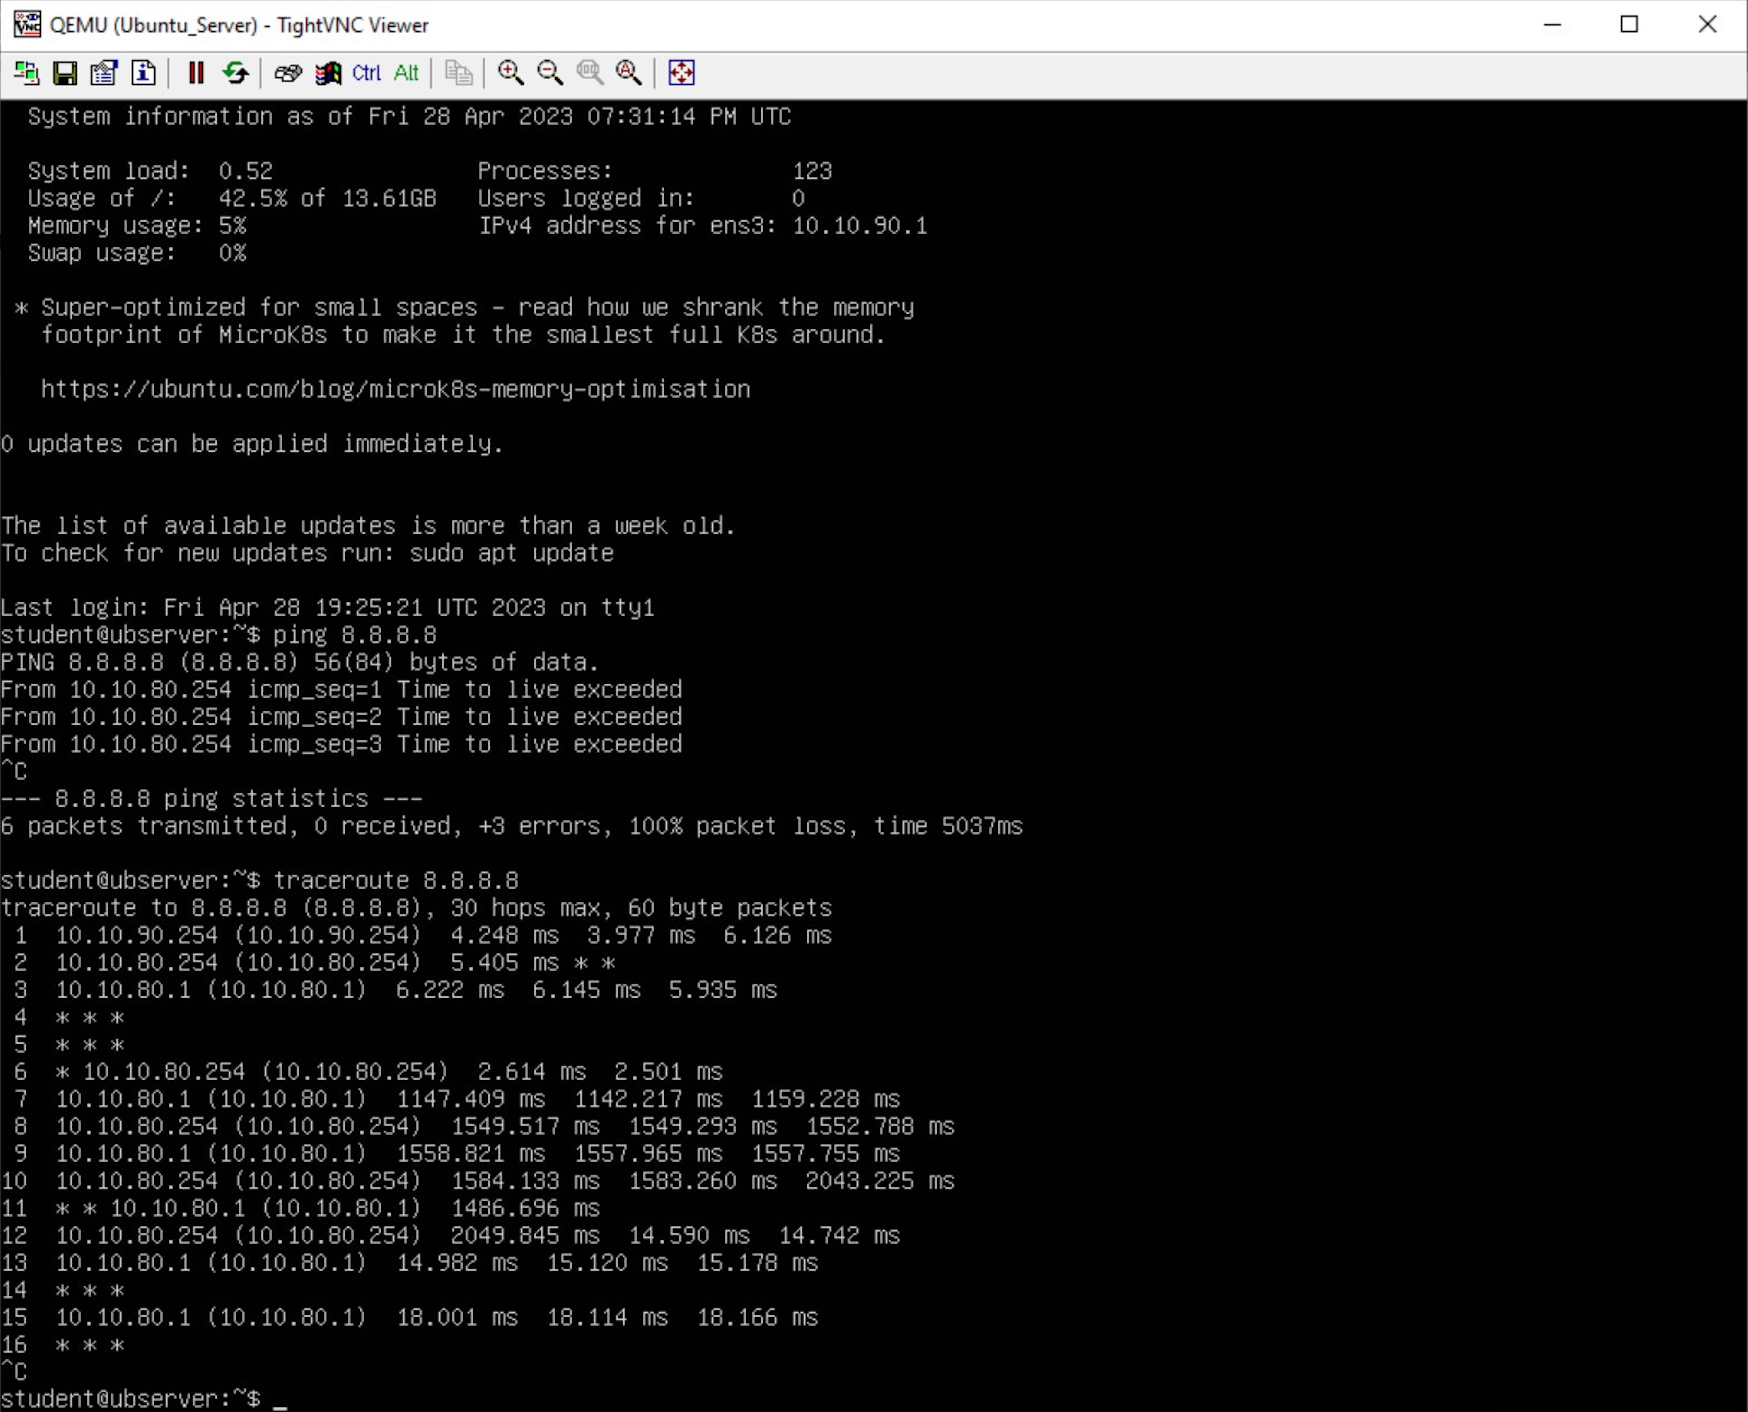 QEMU (Ubuntu_Server) - TightVNC Viewer
Ctrl Alt
System information as of Fri 28 Apr 2023 07:31:14 PM UTC
System load:  0.52               Processes:             123
Usage of /:   42.5% of 13.61GB   Users logged in:       0
Memory usage: 5%                 IPv4 address for ens3: 10.10.90.1
Swap usage:   0%
* Super-optimized for small spaces - read how we shrank the memory
footprint of MicroK8s to make it the smallest full K8s around.
https://ubuntu.com/blog/microk8s-memory-optimisation
0 updates can be applied immediately.
The list of available updates is more than a week old.
To check for new updates run: sudo apt update
Last login: Fri Apr 28 19:25:21 UTC 2023 on tty1
student@ubserver:~$ ping 8.8.8.8
PING 8.8.8.8 (8.8.8.8) 56(84) bytes of data.
From 10.10.80.254 icmp_seq=1 Time to live exceeded
From 10.10.80.254 icmp_seq=2 Time to live exceeded
From 10.10.80.254 icmp_seq=3 Time to live exceeded
^C
--- 8.8.8.8 ping statistics ---
6 packets transmitted, 0 received, +3 errors, 100% packet loss, time 5037ms
student@ubserver:~$ traceroute 8.8.8.8
traceroute to 8.8.8.8 (8.8.8.8), 30 hops max, 60 byte packets
1  10.10.90.254 (10.10.90.254)  4.248 ms  3.977 ms  6.126 ms
2  10.10.80.254 (10.10.80.254)  5.405 ms * *
3  10.10.80.1 (10.10.80.1)  6.222 ms  6.145 ms  5.935 ms
4  * * *
5  * * *
6  * 10.10.80.254 (10.10.80.254)  2.614 ms  2.501 ms
7  10.10.80.1 (10.10.80.1)  1147.409 ms  1142.217 ms  1159.228 ms
8  10.10.80.254 (10.10.80.254)  1549.517 ms  1549.293 ms  1552.788 ms
9  10.10.80.1 (10.10.80.1)  1558.821 ms  1557.965 ms  1557.755 ms
10  10.10.80.254 (10.10.80.254)  1584.133 ms  1583.260 ms  2043.225 ms
11  * * 10.10.80.1 (10.10.80.1)  1486.696 ms
12  10.10.80.254 (10.10.80.254)  2049.845 ms  14.590 ms  14.742 ms
13  10.10.80.1 (10.10.80.1)  14.982 ms  15.120 ms  15.178 ms
14  * * *
15  10.10.80.1 (10.10.80.1)  18.001 ms  18.114 ms  18.166 ms
16  * * *
^C
student@ubserver:~$ _